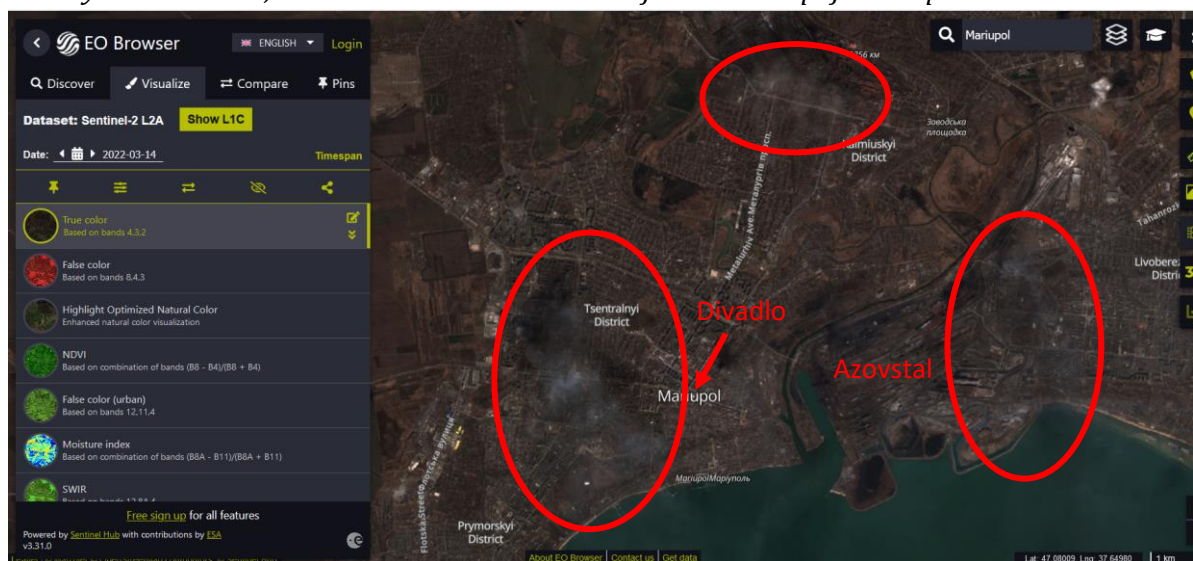 EO Browser
ENGLISH
Login
Discover
Visualize
Compare
Pins
Dataset: Sentinel-2 L2A
Show L1C
Date:
2022-03-14
Timespan
True color
Based on bands 4,3,2
False color
Based on bands 8,4,3
Highlight Optimized Natural Color
Enhanced natural color visualization
NDVI
Based on combination of bands (B8 - B4)/(B8 + B4)
False color (urban)
Based on bands 12,11,4
Moisture index
Based on combination of bands (B8A - B11)/(B8A + B11)
SWIR
Free sign up for all features
Powered by Sentinel Hub with contributions by ESA
v3.31.0
Mariupol
Заводська
площадка
District
Metalurhiv Ave.
просп.
Tsentralnyi
District
Divadlo
Mariupol
Azovstal
MariupolМаріуполь
Prymorskyi
District
About EO Browser
Contact us
Get data
Lat: 47.08009, Lng: 37.64980
1 km